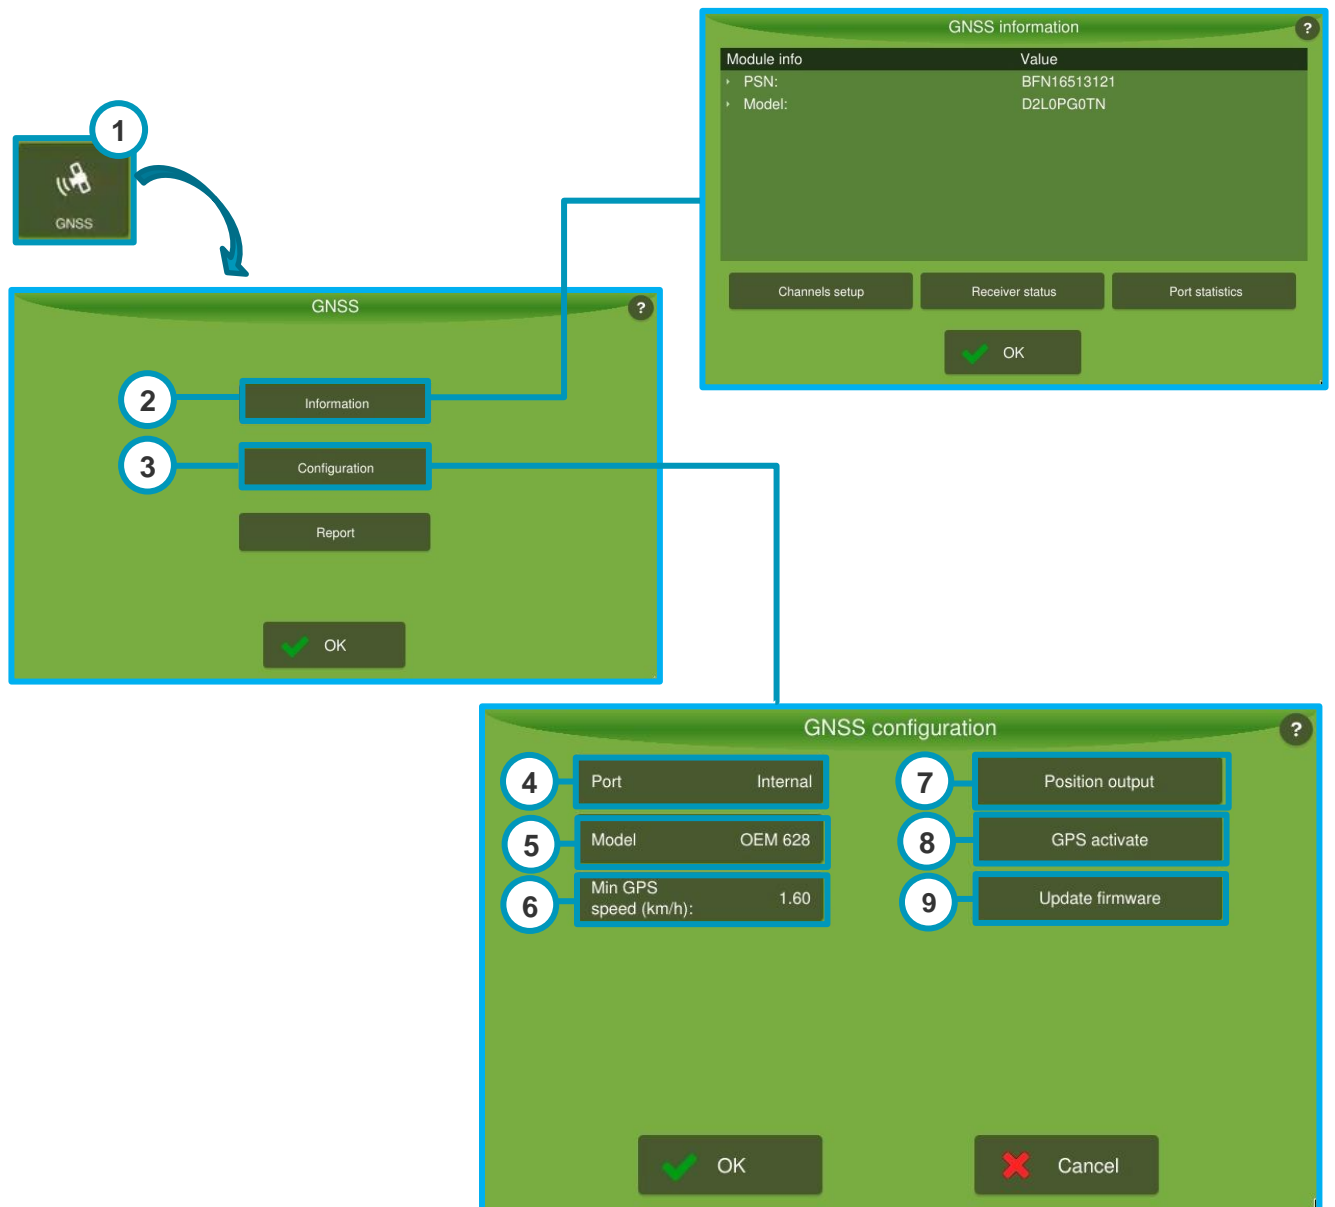 GNSS information
?
Module info Value
PSN: BFN16513121
Model: D2L0PG0TN
Channels setup Receiver status Port statistics
OK
1
GNSS
GNSS
?
2 Information
3 Configuration
Report
OK
GNSS configuration
?
4 Port Internal
5 Model OEM 628
6 Min GPS
speed (km/h): 1.60
7 Position output
8 GPS activate
9 Update firmware
OK Cancel